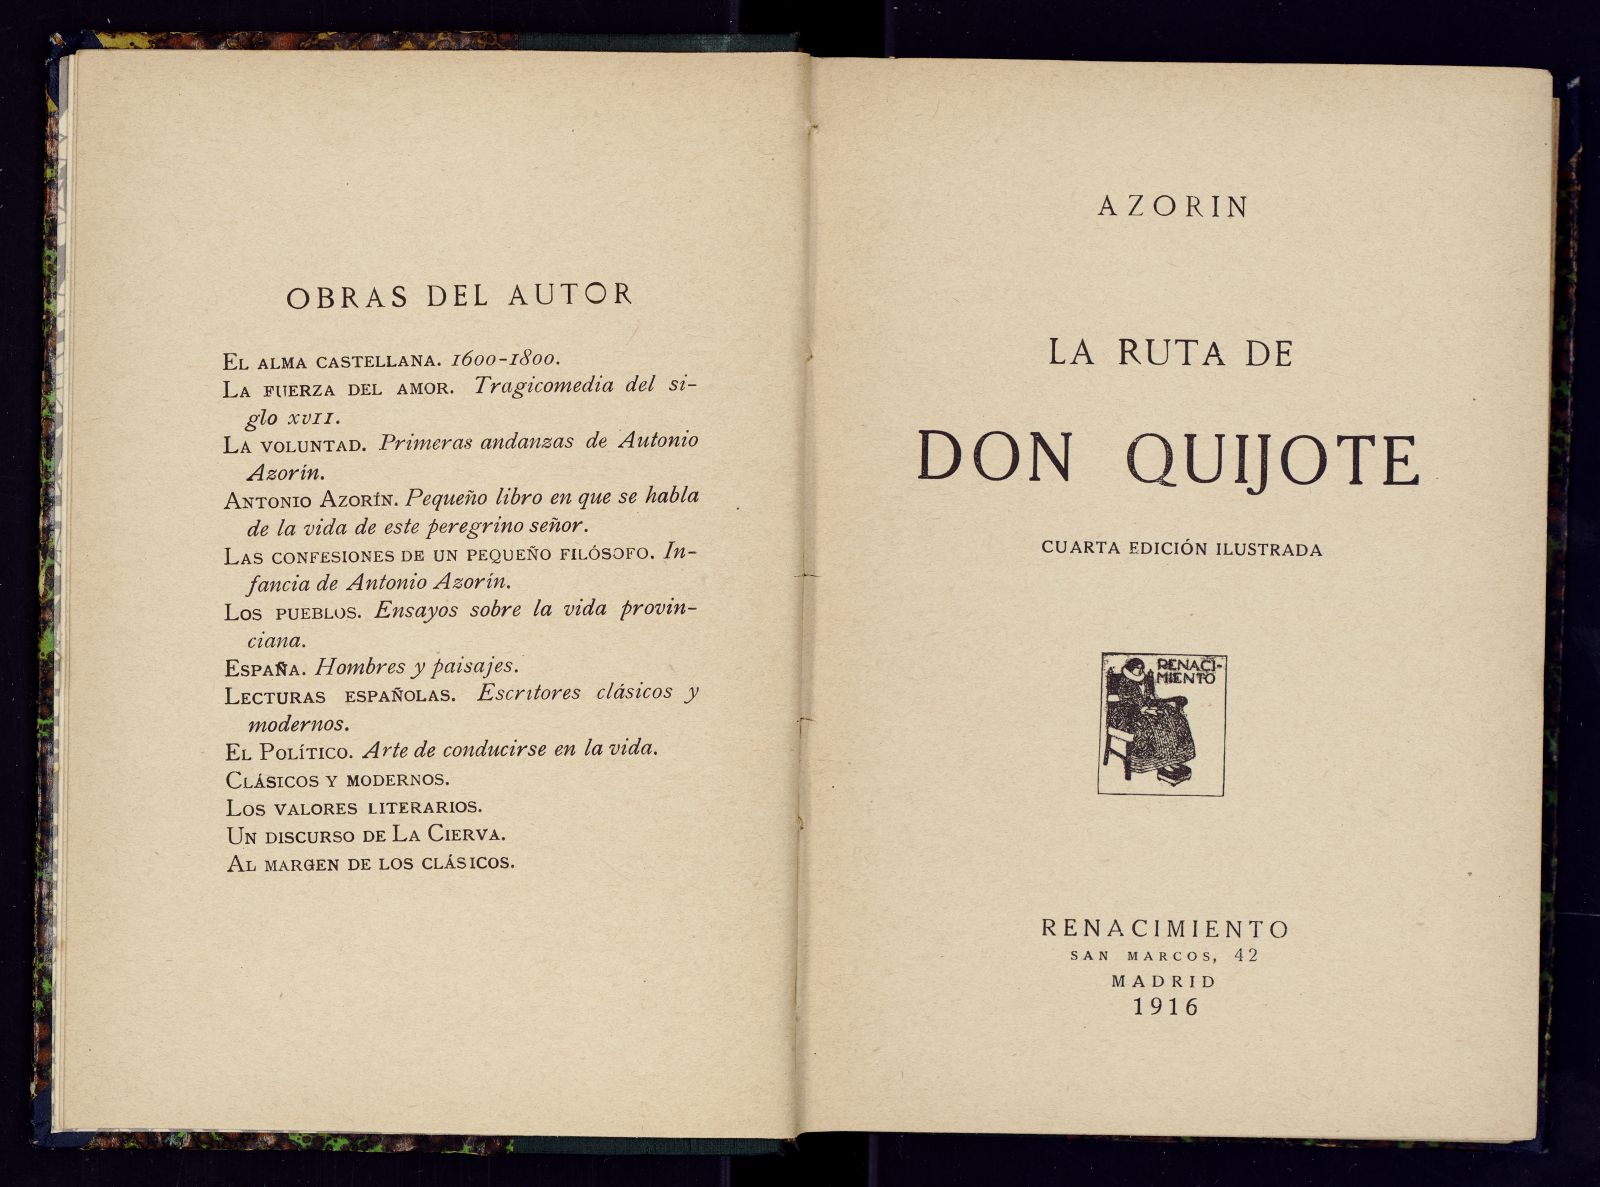 OBRAS DEL AUTOR
El alma castellana. 1600-1800.
La fuerza del amor. Tragicomedia del si-
glo xvii.
La voluntad. Primeras andanzas de Autonio
Azorín.
Antonio Azorín. Pequeño libro en que se habla
de la vida de este peregrino señor.
Las confesiones de un pequeño filósofo. In-
fancia de Antonio Azorín.
Los pueblos. Ensayos sobre la vida provin-
ciana.
España. Hombres y paisajes.
Lecturas españolas. Escritores clásicos y
modernos.
El Político. Arte de conducirse en la vida.
Clásicos y modernos.
Los valores literarios.
Un discurso de La Cierva.
Al margen de los clásicos.
AZORIN
LA RUTA DE
DON QUIJOTE
CUARTA EDICIÓN ILUSTRADA
RENACI-
MIENTO
RENACIMIENTO
SAN MARCOS, 42
MADRID
1916